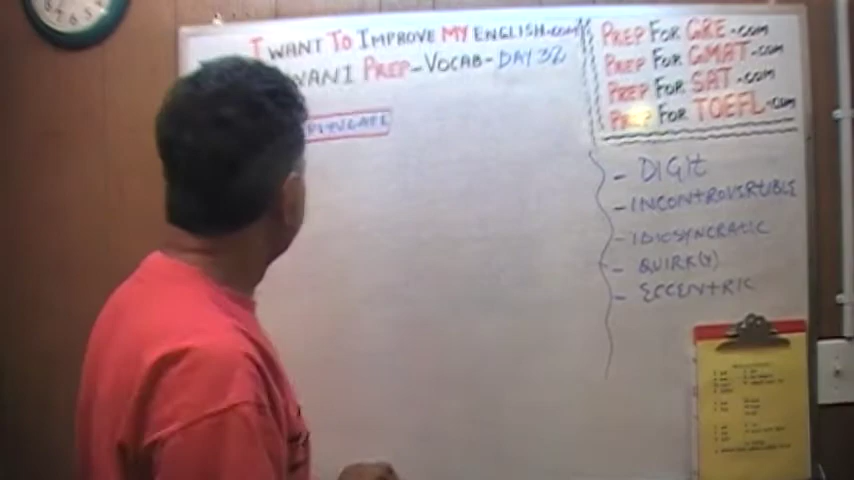 I WANT TO IMPROVE MY ENGLISH.COM
WANI PREP-VOCAB-DAY 32
PREP FOR GRE.com
PREP FOR GMAT.com
PREP FOR SAT.com
PREP FOR TOEFL.com
- DIGIT
- INCONTROVERTIBLE
- IDIOSYNCRATIC
- QUIRK(Y)
- ECCENTRIC